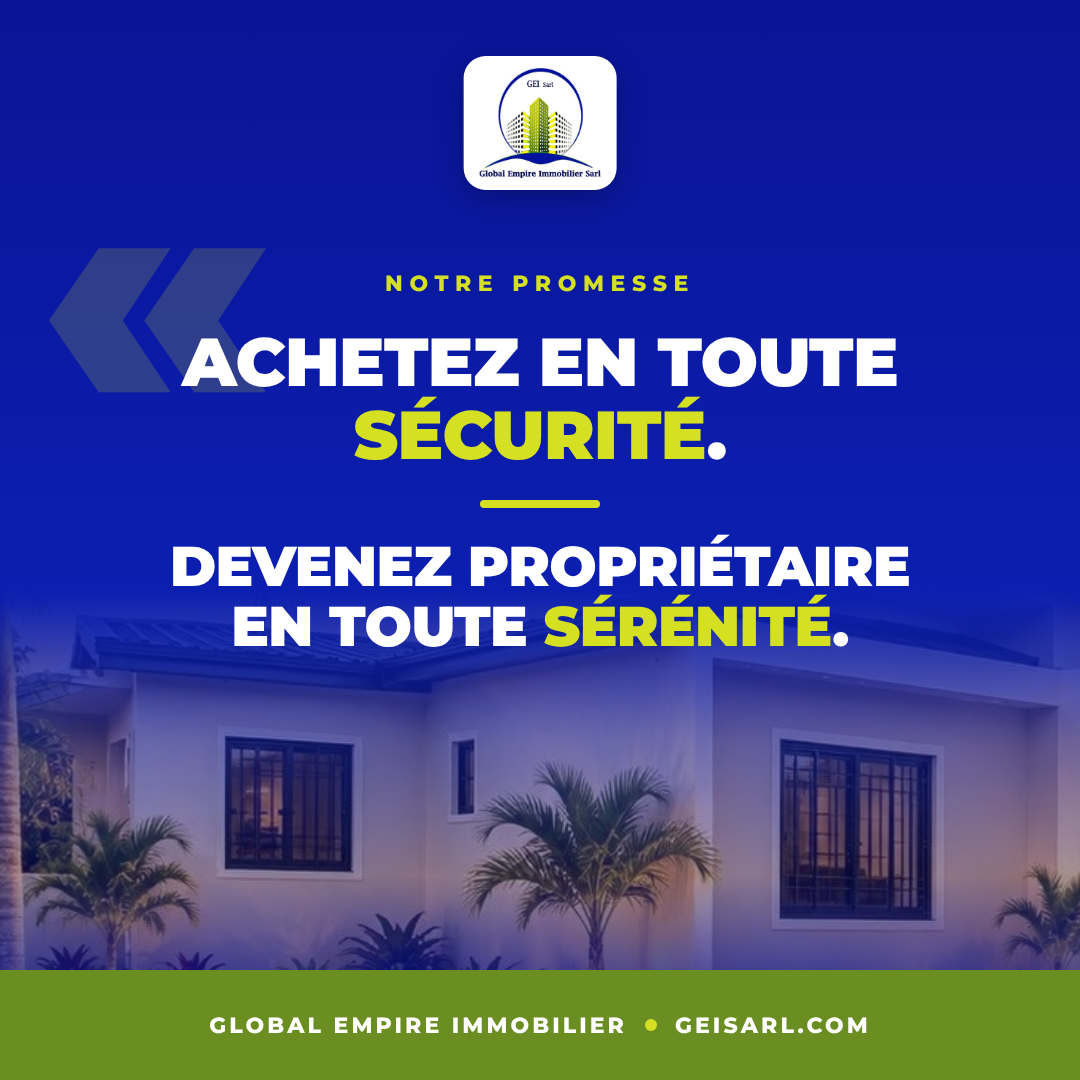 GEI Sarl
Global Empire Immobilier Sarl
NOTRE PROMESSE
ACHETEZ EN TOUTE
SÉCURITÉ.
DEVENEZ PROPRIÉTAIRE
EN TOUTE SÉRÉNITÉ.
GLOBAL EMPIRE IMMOBILIER • GEISARL.COM